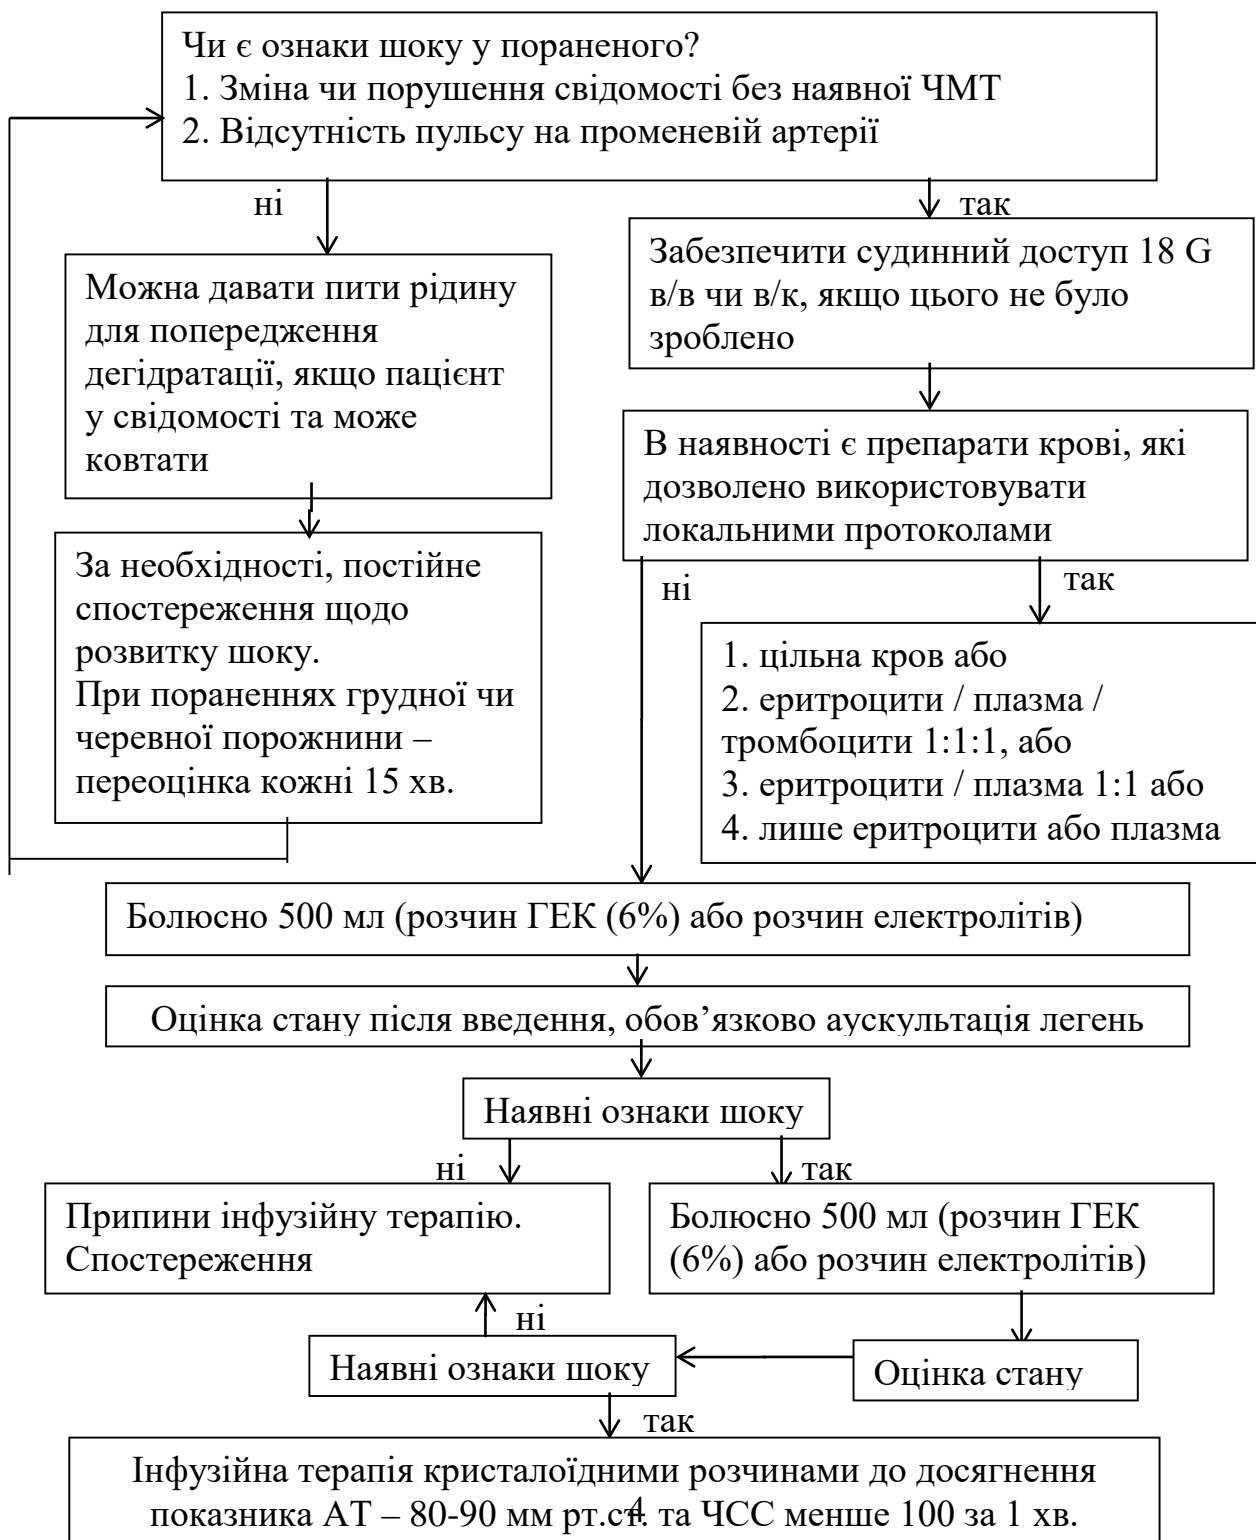 Чи є ознаки шоку у пораненого?
1. Зміна чи порушення свідомості без наявної ЧМТ
2. Відсутність пульсу на променевій артерії
ні
так
Можна давати пити рідину
для попередження
дегідратації, якщо пацієнт
у свідомості та може
ковтати
За необхідності, постійне
спостереження щодо
розвитку шоку.
При пораненнях грудної чи
черевної порожнини –
переоцінка кожні 15 хв.
Забезпечити судинний доступ 18 G
в/в чи в/к, якщо цього не було
зроблено
В наявності є препарати крові, які
дозволено використовувати
локальними протоколами
ні
так
1. цільна кров або
2. еритроцити / плазма /
тромбоцити 1:1:1, або
3. еритроцити / плазма 1:1 або
4. лише еритроцити або плазма
Болюсно 500 мл (розчин ГЕК (6%) або розчин електролітів)
Оцінка стану після введення, обов’язково аускультація легень
Наявні ознаки шоку
ні
так
Припини інфузійну терапію.
Спостереження
Болюсно 500 мл (розчин ГЕК
(6%) або розчин електролітів)
ні
Наявні ознаки шоку
Оцінка стану
так
Інфузійна терапія кристалоїдними розчинами до досягнення
показника АТ – 80-90 мм рт.ст. та ЧСС менше 100 за 1 хв.
4